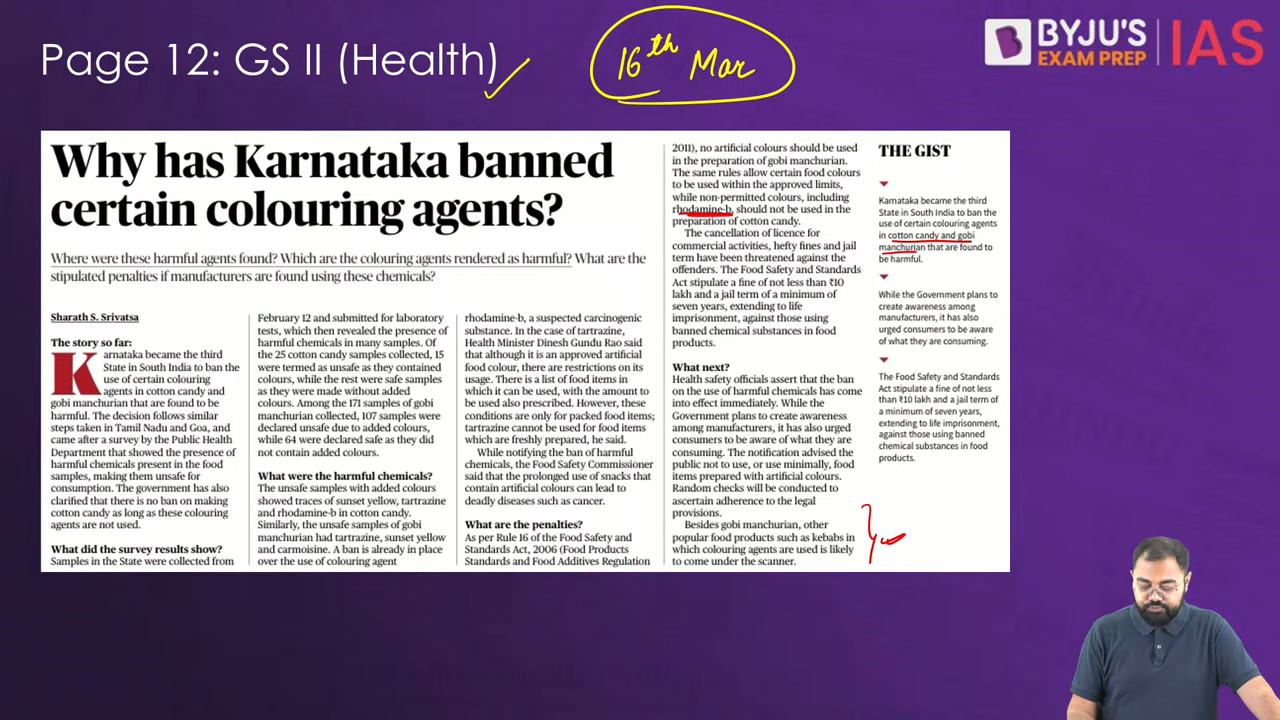 Page 12: GS II (Health)
16th Mar
BYJU'S
EXAM PREP
IAS
Why has Karnataka banned
certain colouring agents?
Where were these harmful agents found? Which are the colouring agents rendered as harmful? What are the
stipulated penalties if manufacturers are found using these chemicals?
Sharath S. Srivatsa
The story so far:
Karnataka became the third
State in South India to ban the
use of certain colouring
agents in cotton candy and
gobi manchurian that are found to be
harmful. The decision follows similar
steps taken in Tamil Nadu and Goa, and
came after a survey by the Public Health
Department that showed the presence of
harmful chemicals present in the food
samples, making them unsafe for
consumption. The government has also
clarified that there is no ban on making
cotton candy as long as these colouring
agents are not used.
What did the survey results show?
Samples in the State were collected from
February 12 and submitted for laboratory
tests, which then revealed the presence of
harmful chemicals in many samples. Of
the 25 cotton candy samples collected, 15
were termed as unsafe as they contained
colours, while the rest were safe samples
as they were made without added
colours. Among the 171 samples of gobi
manchurian collected, 107 samples were
declared unsafe due to added colours,
while 64 were declared safe as they did
not contain added colours.
What were the harmful chemicals?
The unsafe samples with added colours
showed traces of sunset yellow, tartrazine
and rhodamine-b in cotton candy.
Similarly, the unsafe samples of gobi
manchurian had tartrazine, sunset yellow
and carmoisine. A ban is already in place
over the use of colouring agent
rhodamine-b, a suspected carcinogenic
substance. In the case of tartrazine,
Health Minister Dinesh Gundu Rao said
that although it is an approved artificial
food colour, there are restrictions on its
usage. There is a list of food items in
which it can be used, with the amount to
be used also prescribed. However, these
conditions are only for packed food items;
tartrazine cannot be used for food items
which are freshly prepared, he said.
While notifying the ban of harmful
chemicals, the Food Safety Commissioner
said that the prolonged use of snacks that
contain artificial colours can lead to
deadly diseases such as cancer.
What are the penalties?
As per Rule 16 of the Food Safety and
Standards Act, 2006 (Food Products
Standards and Food Additives Regulation
2011), no artificial colours should be used
in the preparation of gobi manchurian.
The same rules allow certain food colours
to be used within the approved limits,
while non-permitted colours, including
rhodamine-b, should not be used in the
preparation of cotton candy.
The cancellation of licence for
commercial activities, hefty fines and jail
term have been threatened against the
offenders. The Food Safety and Standards
Act stipulate a fine of not less than ₹10
lakh and a jail term of a minimum of
seven years, extending to life
imprisonment, against those using
banned chemical substances in food
products.
What next?
Health safety officials assert that the ban
on the use of harmful chemicals has come
into effect immediately. While the
Government plans to create awareness
among manufacturers, it has also urged
consumers to be aware of what they are
consuming. The notification advised the
public not to use, or use minimally, food
items prepared with artificial colours.
Random checks will be conducted to
ascertain adherence to the legal
provisions.
Besides gobi manchurian, other
popular food products such as kebabs in
which colouring agents are used is likely
to come under the scanner.
THE GIST
Karnataka became the third
State in South India to ban the
use of certain colouring agents
in cotton candy and gobi
manchurian that are found to
be harmful.
While the Government plans to
create awareness among
manufacturers, it has also
urged consumers to be aware
of what they are consuming.
The Food Safety and Standards
Act stipulate a fine of not less
than ₹10 lakh and a jail term of
a minimum of seven years,
extending to life imprisonment,
against those using banned
chemical substances in food
products.